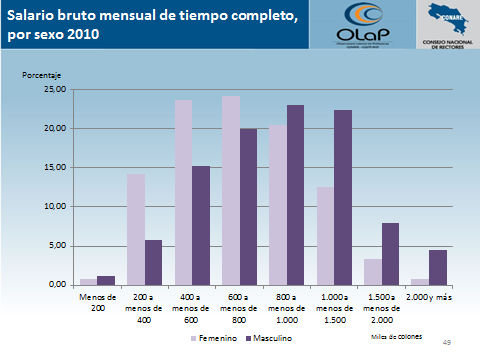 Salario bruto mensual de tiempo completo,
por sexo 2010
OLaP
CONARE
CONSEJO NACIONAL
DE RECTORES
Porcentaje
25,00
20,00
15,00
10,00
5,00
0,00
Menos de
200
200 a
menos de
400
400 a
menos de
600
600 a
menos de
800
800 a
menos de
1.000
1.000 a
menos de
1.500
1.500 a
menos de
2.000
2.000 y más
Femenino
Masculino
Miles de colones
49